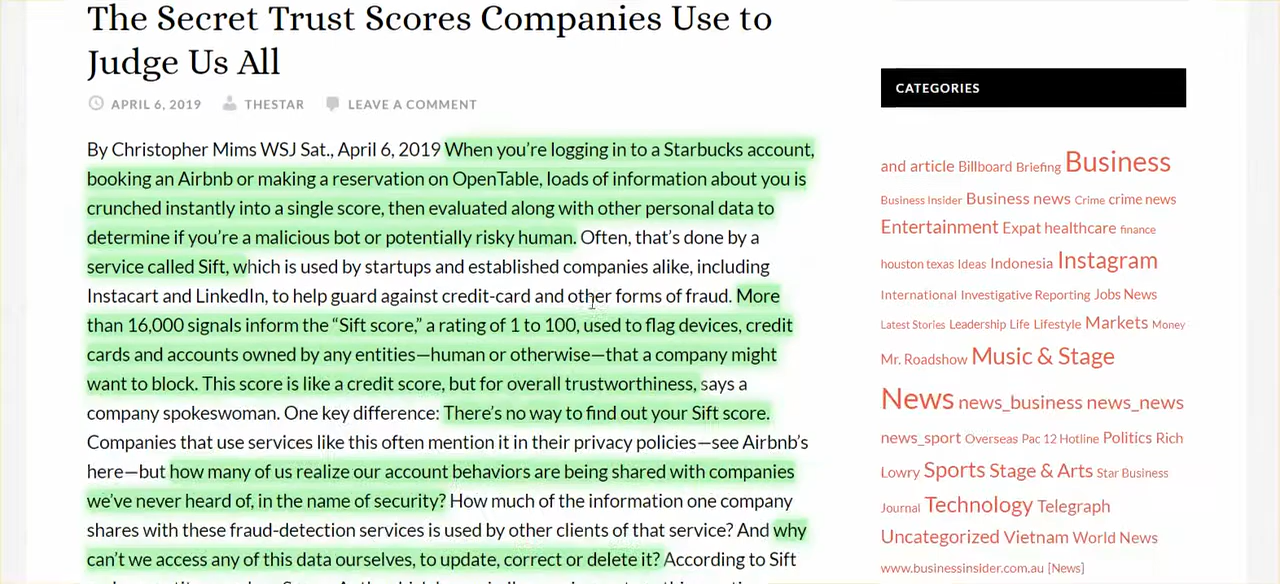 The Secret Trust Scores Companies Use to
Judge Us All
APRIL 6, 2019 THESTAR LEAVE A COMMENT
By Christopher Mims WSJ Sat., April 6, 2019 When you’re logging in to a Starbucks account,
booking an Airbnb or making a reservation on OpenTable, loads of information about you is
crunched instantly into a single score, then evaluated along with other personal data to
determine if you’re a malicious bot or potentially risky human. Often, that’s done by a
service called Sift, which is used by startups and established companies alike, including
Instacart and LinkedIn, to help guard against credit-card and other forms of fraud. More
than 16,000 signals inform the “Sift score,” a rating of 1 to 100, used to flag devices, credit
cards and accounts owned by any entities—human or otherwise—that a company might
want to block. This score is like a credit score, but for overall trustworthiness, says a
company spokeswoman. One key difference: There’s no way to find out your Sift score.
Companies that use services like this often mention it in their privacy policies—see Airbnb’s
here—but how many of us realize our account behaviors are being shared with companies
we’ve never heard of, in the name of security? How much of the information one company
shares with these fraud-detection services is used by other clients of that service? And why
can’t we access any of this data ourselves, to update, correct or delete it? According to Sift
CATEGORIES
and article Billboard Briefing Business
Business Insider Business news Crime crime news
Entertainment Expat healthcare finance
houston texas Ideas Indonesia Instagram
International Investigative Reporting Jobs News
Latest Stories Leadership Life Lifestyle Markets Money
Mr. Roadshow Music & Stage
News news_business news_news
news_sport Overseas Pac 12 Hotline Politics Rich
Lowry Sports Stage & Arts Star Business
Journal Technology Telegraph
Uncategorized Vietnam World News
www.businessinsider.com.au [News]